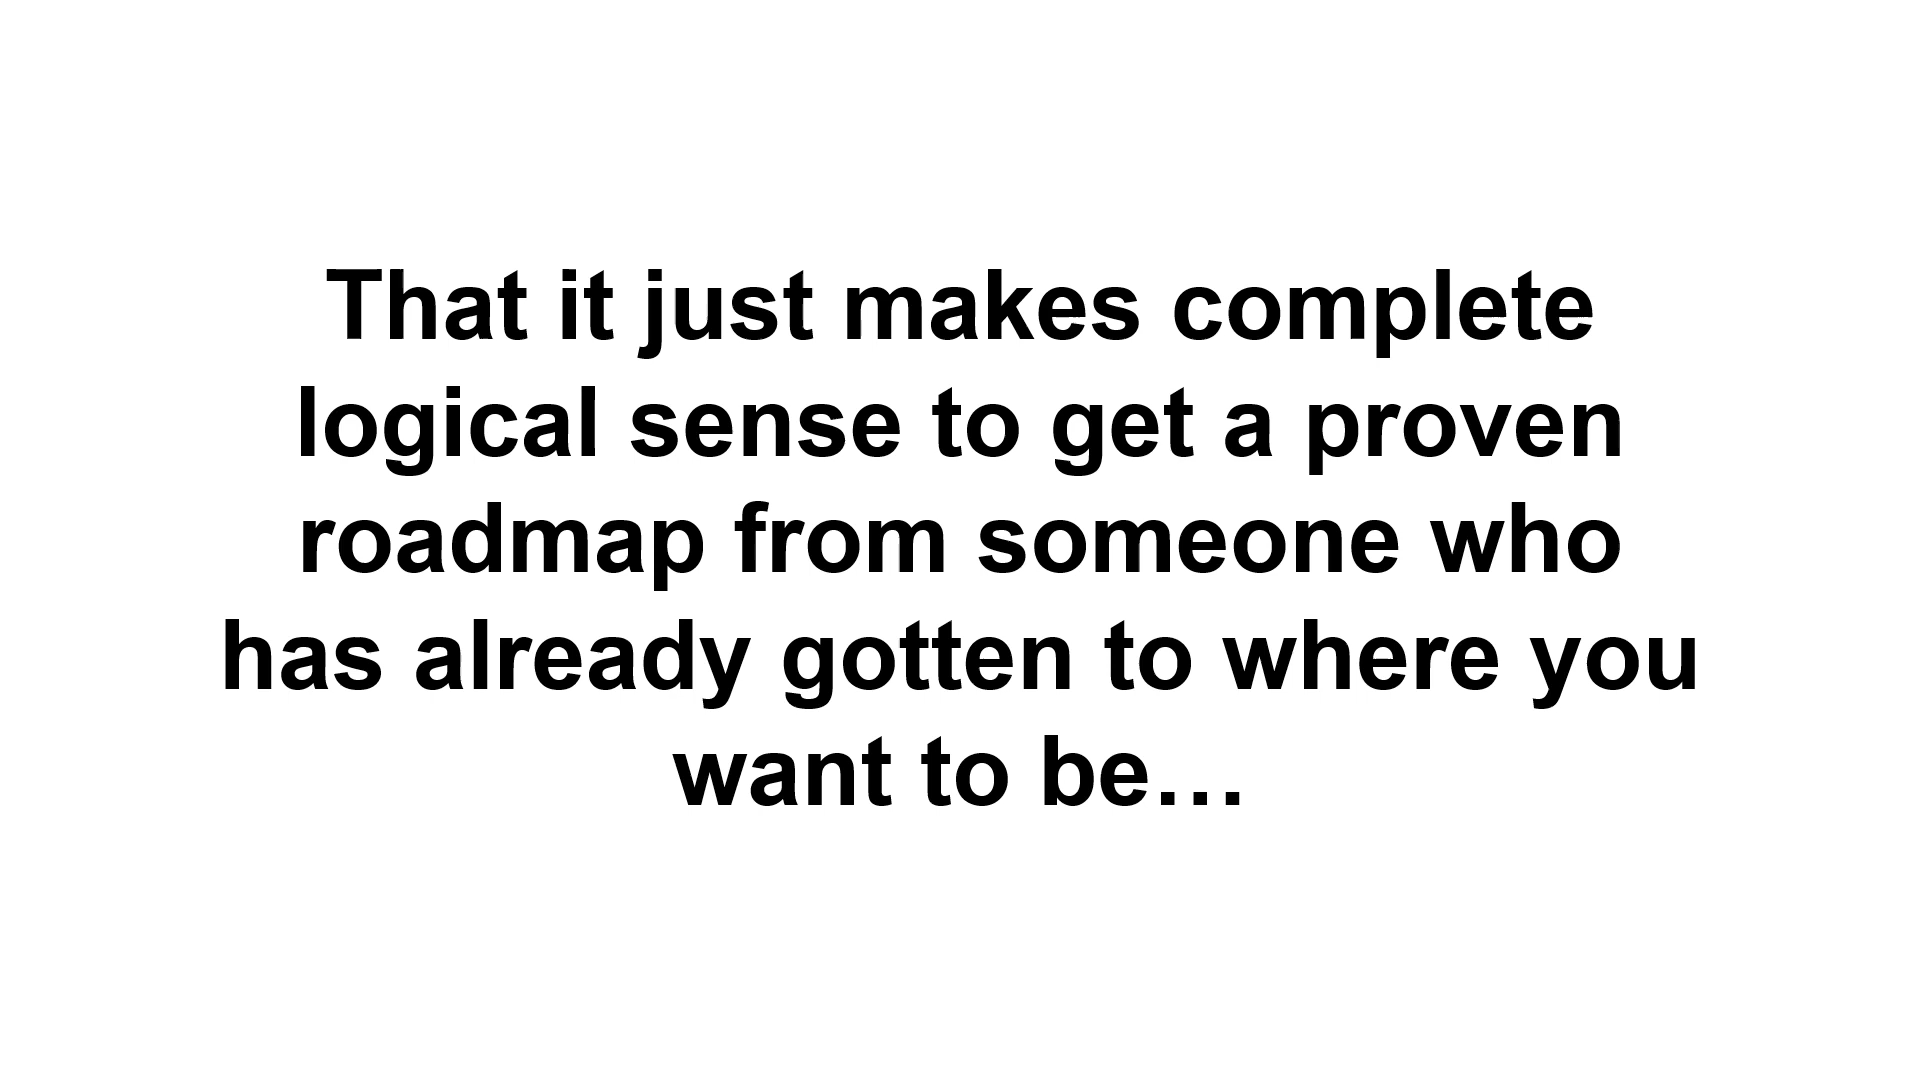 That it just makes complete
logical sense to get a proven
roadmap from someone who
has already gotten to where you
want to be…